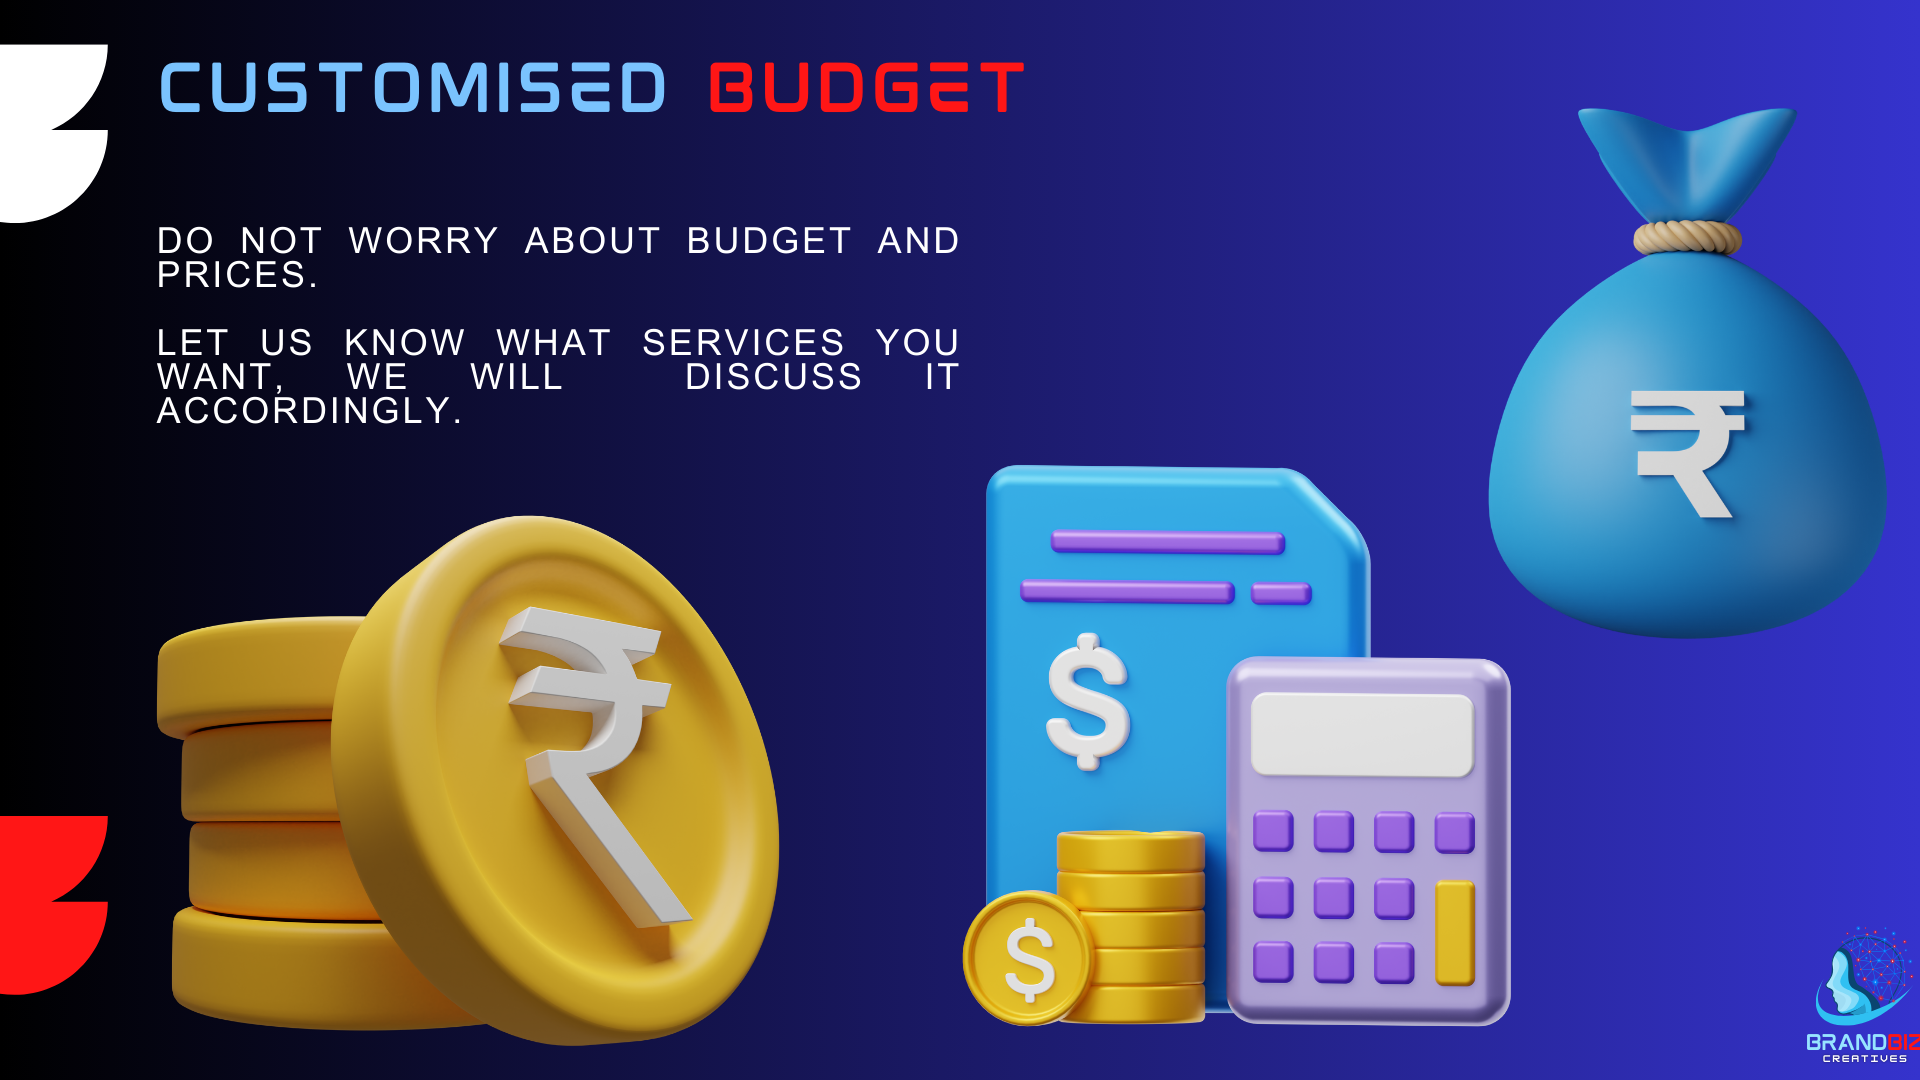 CUSTOMISED BUDGET
DO NOT WORRY ABOUT BUDGET AND
PRICES.
LET US KNOW WHAT SERVICES YOU
WANT, WE WILL DISCUSS IT
ACCORDINGLY.
₹
₹
$
$
BRANDBIZ
CREATIVES